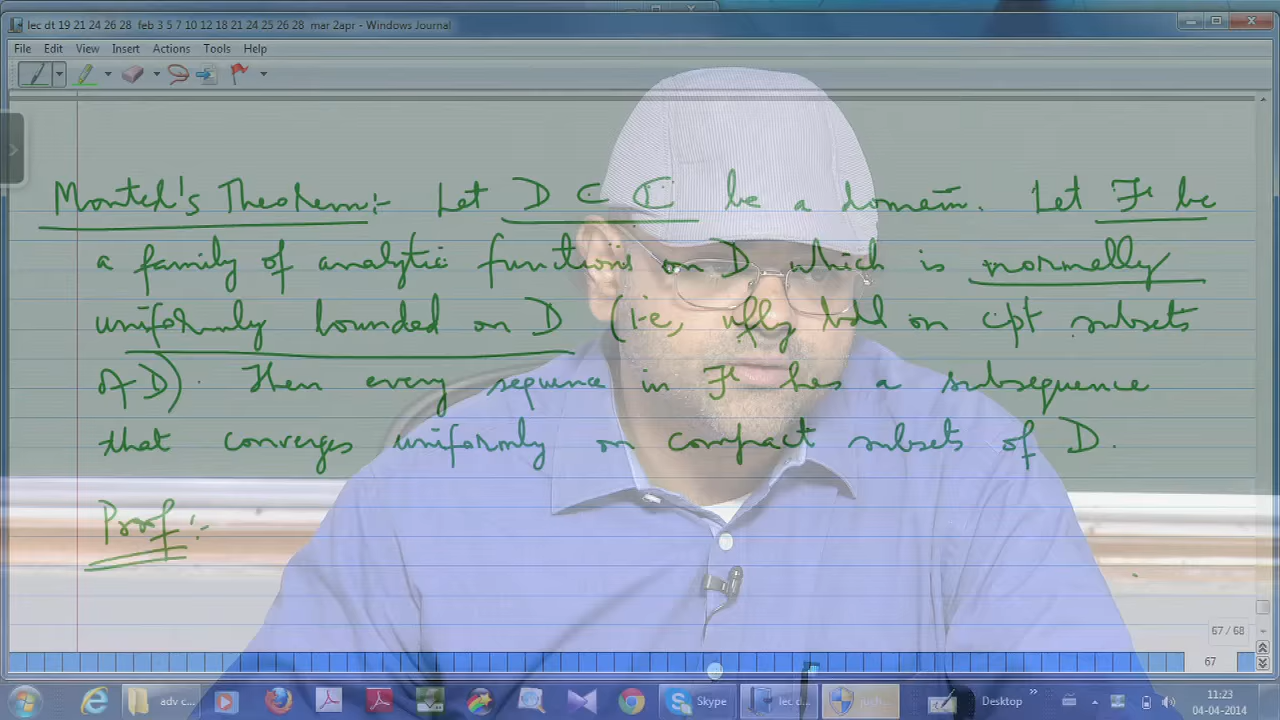 lec dt 19 21 24 26 28 feb 3 5 7 10 12 18 21 24 25 26 28 mar 2apr - Windows Journal
File Edit View Insert Actions Tools Help
Montel's Theorem:- Let D ⊂ ℂ be a domain. Let F be
a family of analytic functions on D which is normally
uniformly bounded on D (i.e., uffly bdd on cpt subsets
of D). Then every sequence in F has a subsequence
that converges uniformly on compact subsets of D.
Proof:-
67 / 68
67
adv c...
Skype
lec d...
Desktop
11:23
04-04-2014